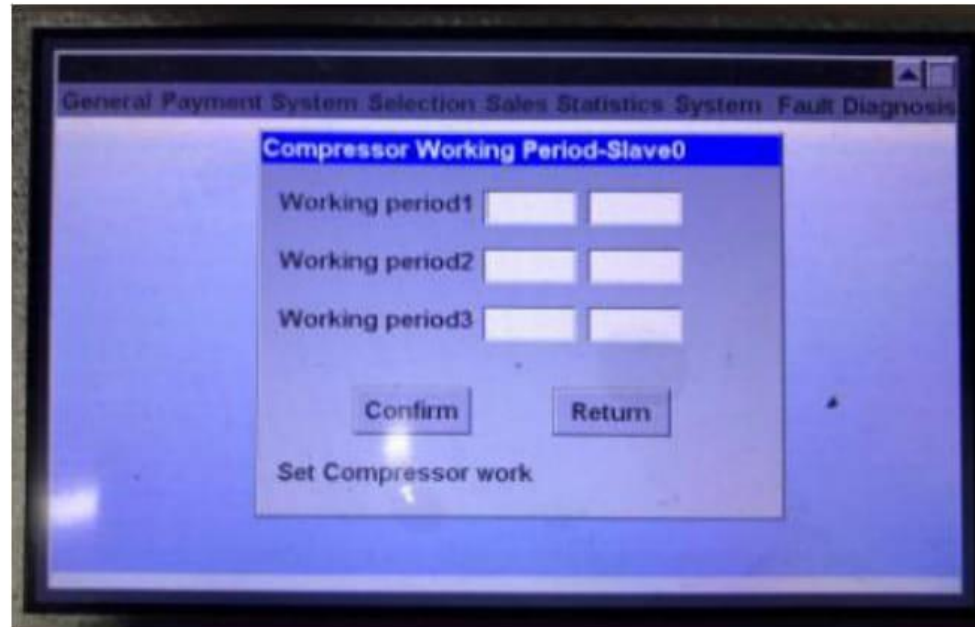 General Payment System Selection Sales Statistics System Fault Diagnosis
Compressor Working Period-Slave0
Working period1
Working period2
Working period3
Confirm Return
Set Compressor work